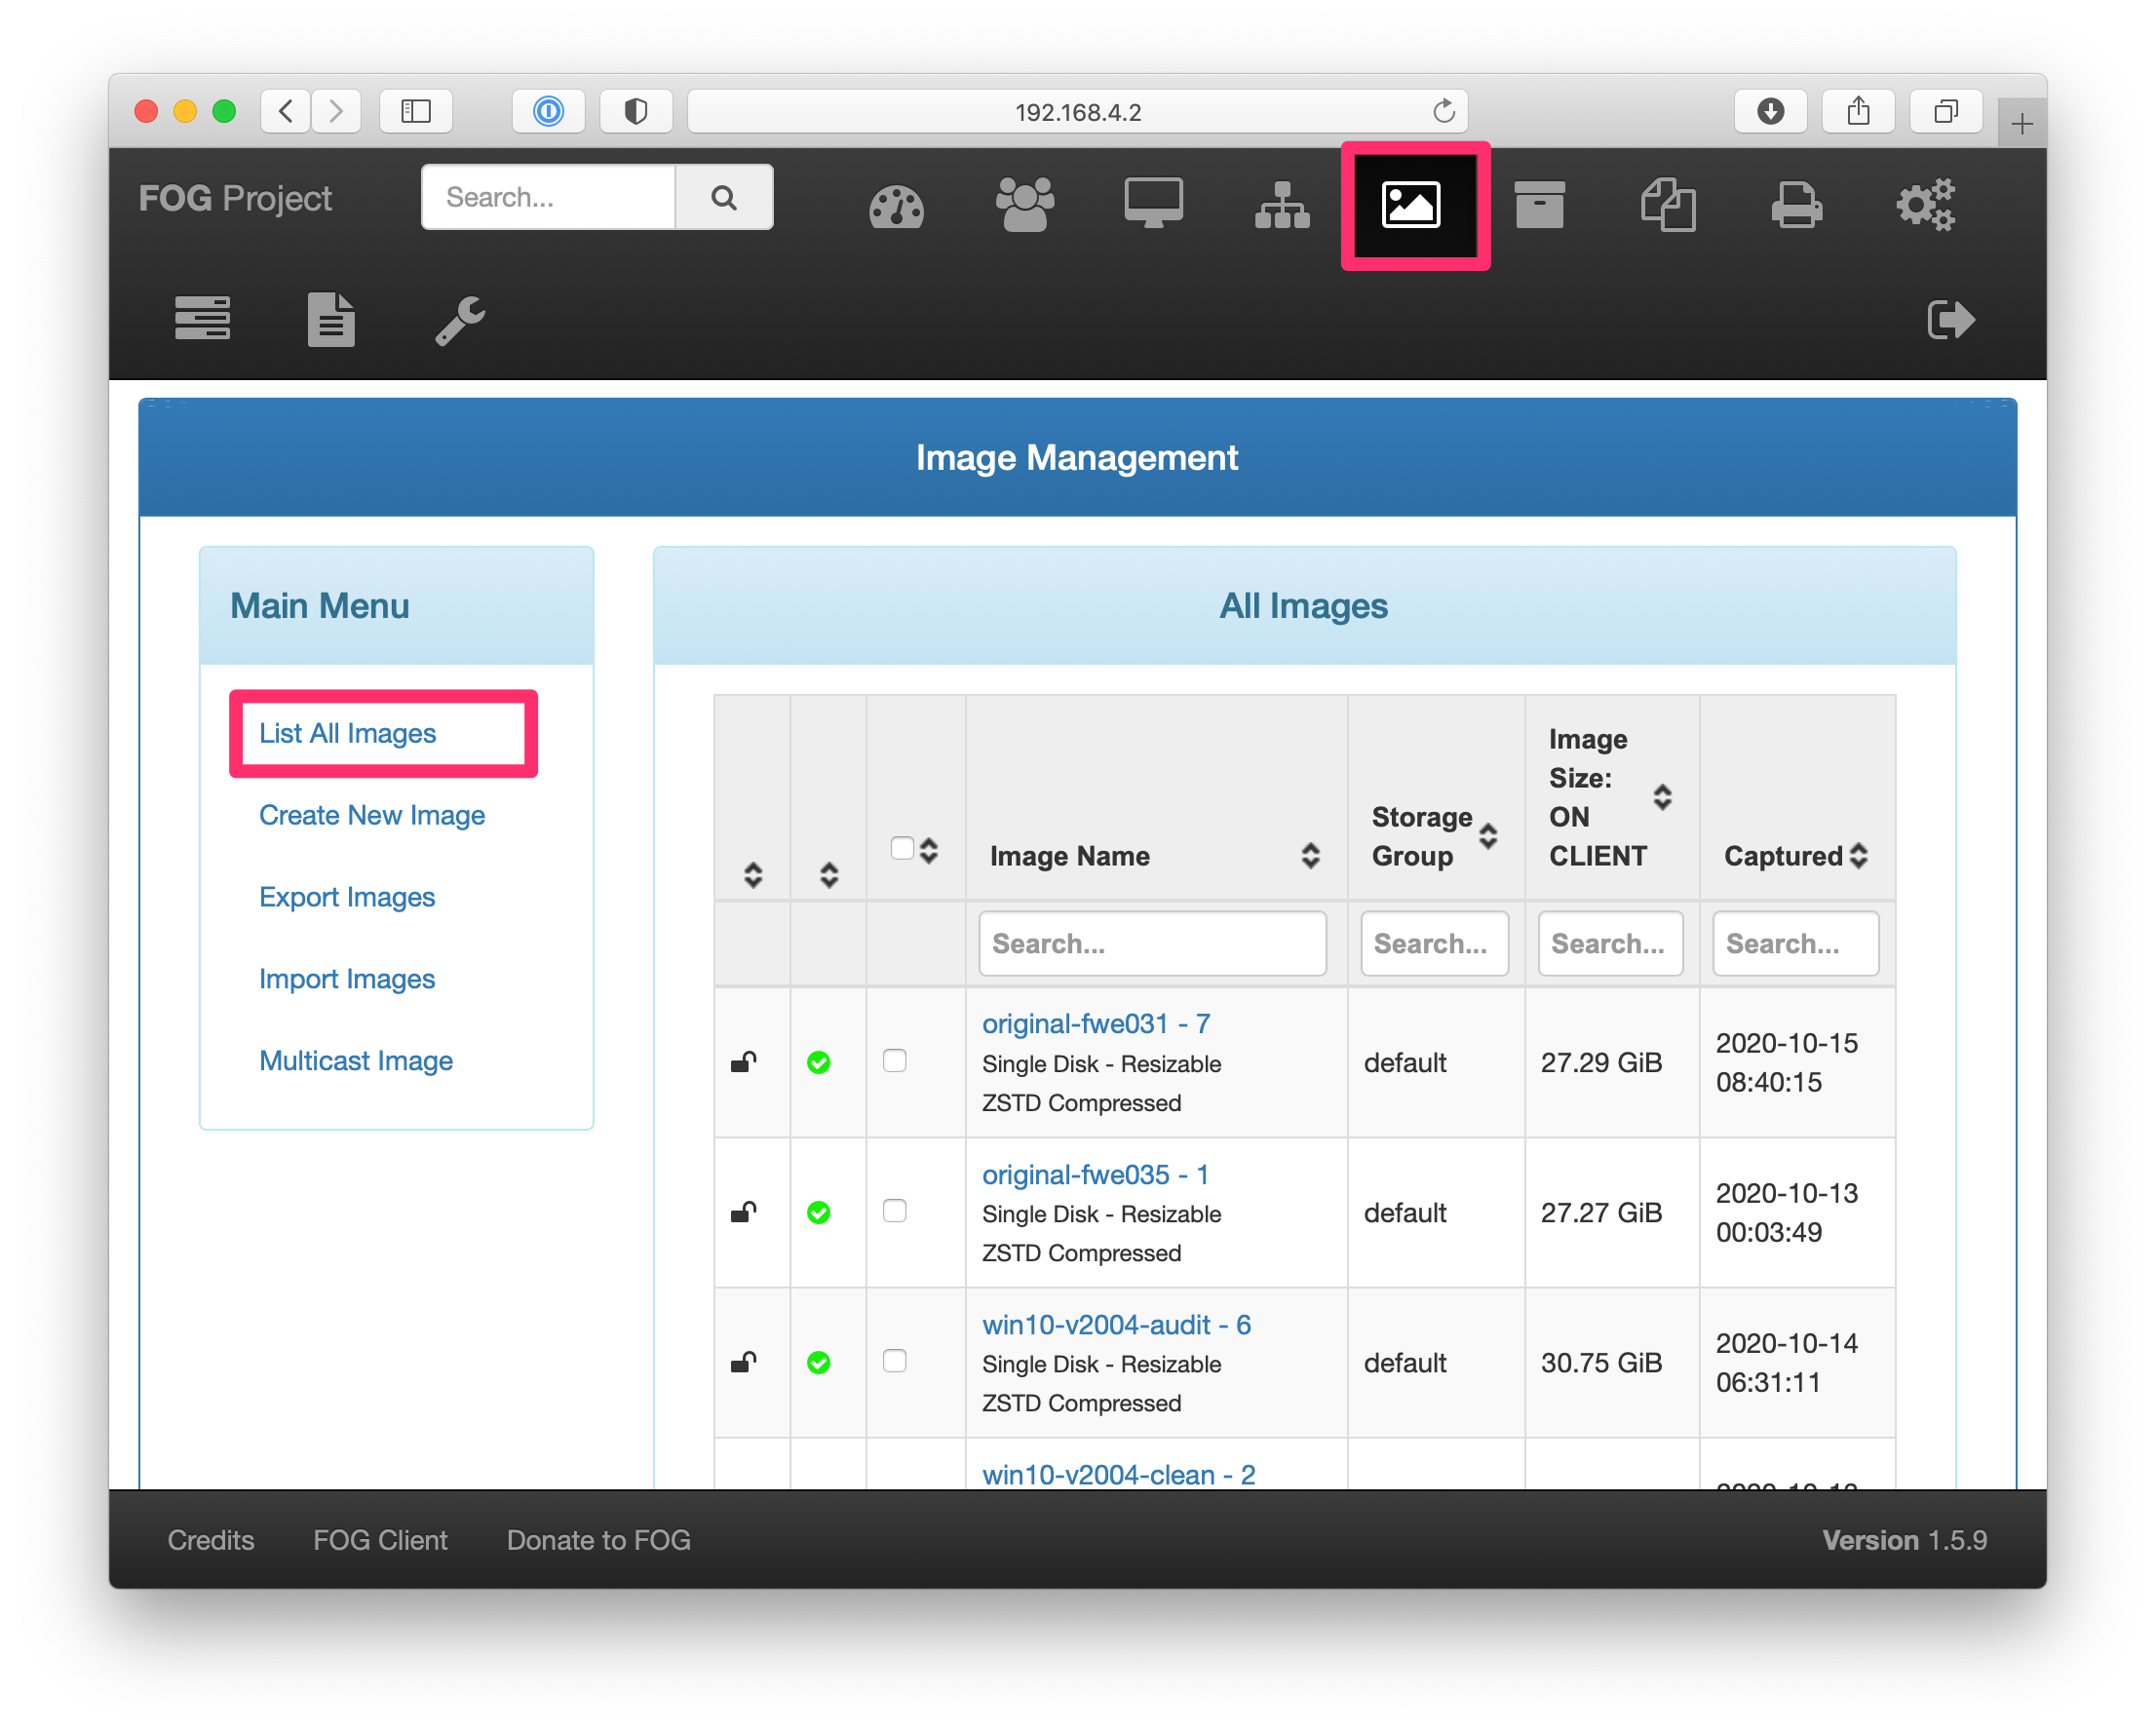 192.168.4.2
FOG Project
Search...
Image Management
Main Menu
List All Images
Create New Image
Export Images
Import Images
Multicast Image
All Images
Image Name
Storage
Group
Image
Size:
ON
CLIENT
Captured
Search...
Search...
Search...
Search...
original-fwe031 - 7
Single Disk - Resizable
ZSTD Compressed
default
27.29 GiB
2020-10-15
08:40:15
original-fwe035 - 1
Single Disk - Resizable
ZSTD Compressed
default
27.27 GiB
2020-10-13
00:03:49
win10-v2004-audit - 6
Single Disk - Resizable
ZSTD Compressed
default
30.75 GiB
2020-10-14
06:31:11
win10-v2004-clean - 2
Credits
FOG Client
Donate to FOG
Version 1.5.9